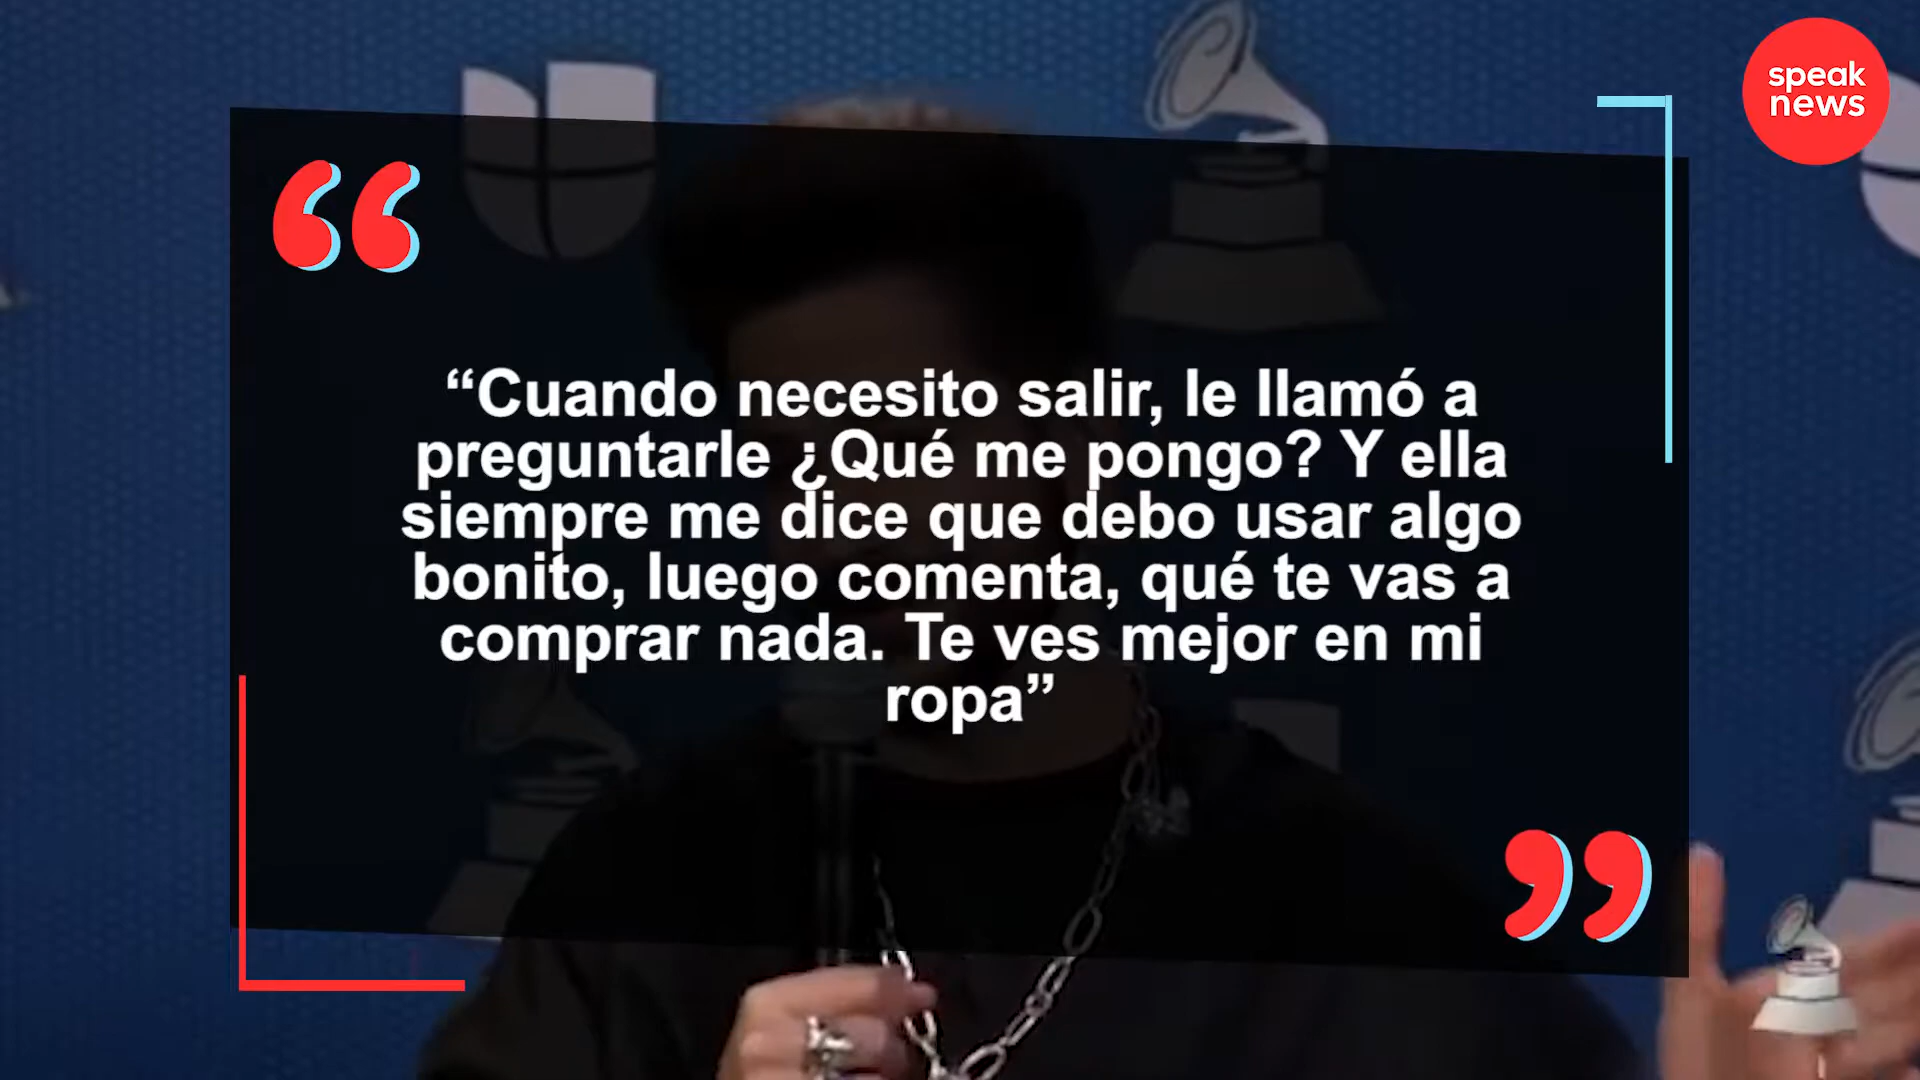 speak
news
“Cuando necesito salir, le llamó a
preguntarle ¿Qué me pongo? Y ella
siempre me dice que debo usar algo
bonito, luego comenta, qué te vas a
comprar nada. Te ves mejor en mi
ropa”